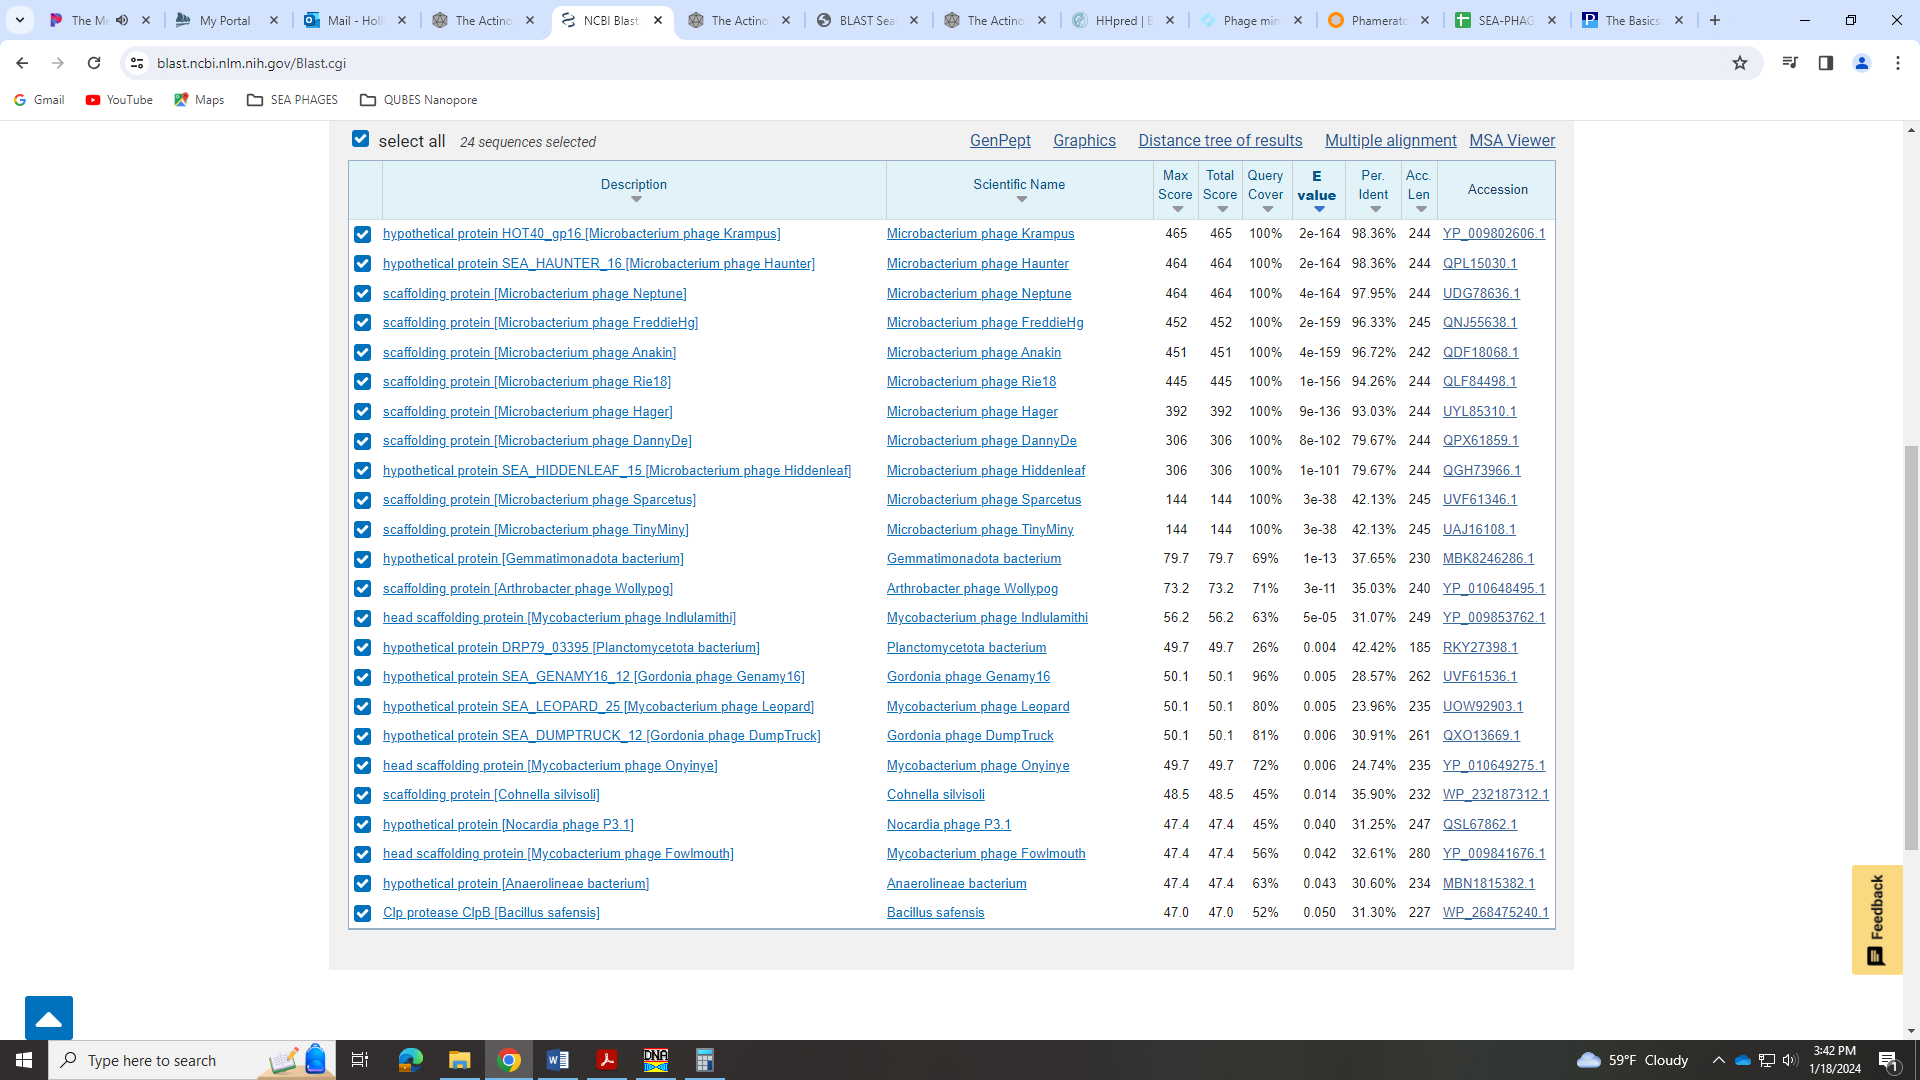 The Me
My Portal
Mail - Holl
The Actino
NCBI Blast
The Actino
BLAST Sea
The Actino
HHpred | B
Phage min
Phamerato
SEA-PHAG
The Basics
blast.ncbi.nlm.nih.gov/Blast.cgi
Gmail YouTube Maps SEA PHAGES QUBES Nanopore
select all 24 sequences selected GenPept Graphics Distance tree of results Multiple alignment MSA Viewer
Description Scientific Name Max Score Total Score Query Cover E value Per. Ident Acc. Len Accession
hypothetical protein HOT40_gp16 [Microbacterium phage Krampus] Microbacterium phage Krampus 465 465 100% 2e-164 98.36% 244 YP_009802606.1
hypothetical protein SEA_HAUNTER_16 [Microbacterium phage Haunter] Microbacterium phage Haunter 464 464 100% 2e-164 98.36% 244 QPL15030.1
scaffolding protein [Microbacterium phage Neptune] Microbacterium phage Neptune 464 464 100% 4e-164 97.95% 244 UDG78636.1
scaffolding protein [Microbacterium phage FreddieHg] Microbacterium phage FreddieHg 452 452 100% 2e-159 96.33% 245 QNJ55638.1
scaffolding protein [Microbacterium phage Anakin] Microbacterium phage Anakin 451 451 100% 4e-159 96.72% 242 QDF18068.1
scaffolding protein [Microbacterium phage Rie18] Microbacterium phage Rie18 445 445 100% 1e-156 94.26% 244 QLF84498.1
scaffolding protein [Microbacterium phage Hager] Microbacterium phage Hager 392 392 100% 9e-136 93.03% 244 UYL85310.1
scaffolding protein [Microbacterium phage DannyDe] Microbacterium phage DannyDe 306 306 100% 8e-102 79.67% 244 QPX61859.1
hypothetical protein SEA_HIDDENLEAF_15 [Microbacterium phage Hiddenleaf] Microbacterium phage Hiddenleaf 306 306 100% 1e-101 79.67% 244 QGH73966.1
scaffolding protein [Microbacterium phage Sparcetus] Microbacterium phage Sparcetus 144 144 100% 3e-38 42.13% 245 UVF61346.1
scaffolding protein [Microbacterium phage TinyMiny] Microbacterium phage TinyMiny 144 144 100% 3e-38 42.13% 245 UAJ16108.1
hypothetical protein [Gemmatimonadota bacterium] Gemmatimonadota bacterium 79.7 79.7 69% 1e-13 37.65% 230 MBK8246286.1
scaffolding protein [Arthrobacter phage Wollypog] Arthrobacter phage Wollypog 73.2 73.2 71% 3e-11 35.03% 240 YP_010648495.1
head scaffolding protein [Mycobacterium phage Indlulamithi] Mycobacterium phage Indlulamithi 56.2 56.2 63% 5e-05 31.07% 249 YP_009853762.1
hypothetical protein DRP79_03395 [Planctomycetota bacterium] Planctomycetota bacterium 49.7 49.7 26% 0.004 42.42% 185 RKY27398.1
hypothetical protein SEA_GENAMY16_12 [Gordonia phage Genamy16] Gordonia phage Genamy16 50.1 50.1 96% 0.005 28.57% 262 UVF61536.1
hypothetical protein SEA_LEOPARD_25 [Mycobacterium phage Leopard] Mycobacterium phage Leopard 50.1 50.1 80% 0.005 23.96% 235 UOW92903.1
hypothetical protein SEA_DUMPTRUCK_12 [Gordonia phage DumpTruck] Gordonia phage DumpTruck 50.1 50.1 81% 0.006 30.91% 261 QXO13669.1
head scaffolding protein [Mycobacterium phage Onyinye] Mycobacterium phage Onyinye 49.7 49.7 72% 0.006 24.74% 235 YP_010649275.1
scaffolding protein [Cohnella silvisoli] Cohnella silvisoli 48.5 48.5 45% 0.014 35.90% 232 WP_232187312.1
hypothetical protein [Nocardia phage P3.1] Nocardia phage P3.1 47.4 47.4 45% 0.040 31.25% 247 QSL67862.1
head scaffolding protein [Mycobacterium phage Fowlmouth] Mycobacterium phage Fowlmouth 47.4 47.4 56% 0.042 32.61% 280 YP_009841676.1
hypothetical protein [Anaerolineae bacterium] Anaerolineae bacterium 47.4 47.4 63% 0.043 30.60% 234 MBN1815382.1
Clp protease ClpB [Bacillus safensis] Bacillus safensis 47.0 47.0 52% 0.050 31.30% 227 WP_268475240.1
Feedback
Type here to search
DNA
59°F Cloudy
3:42 PM
1/18/2024
1